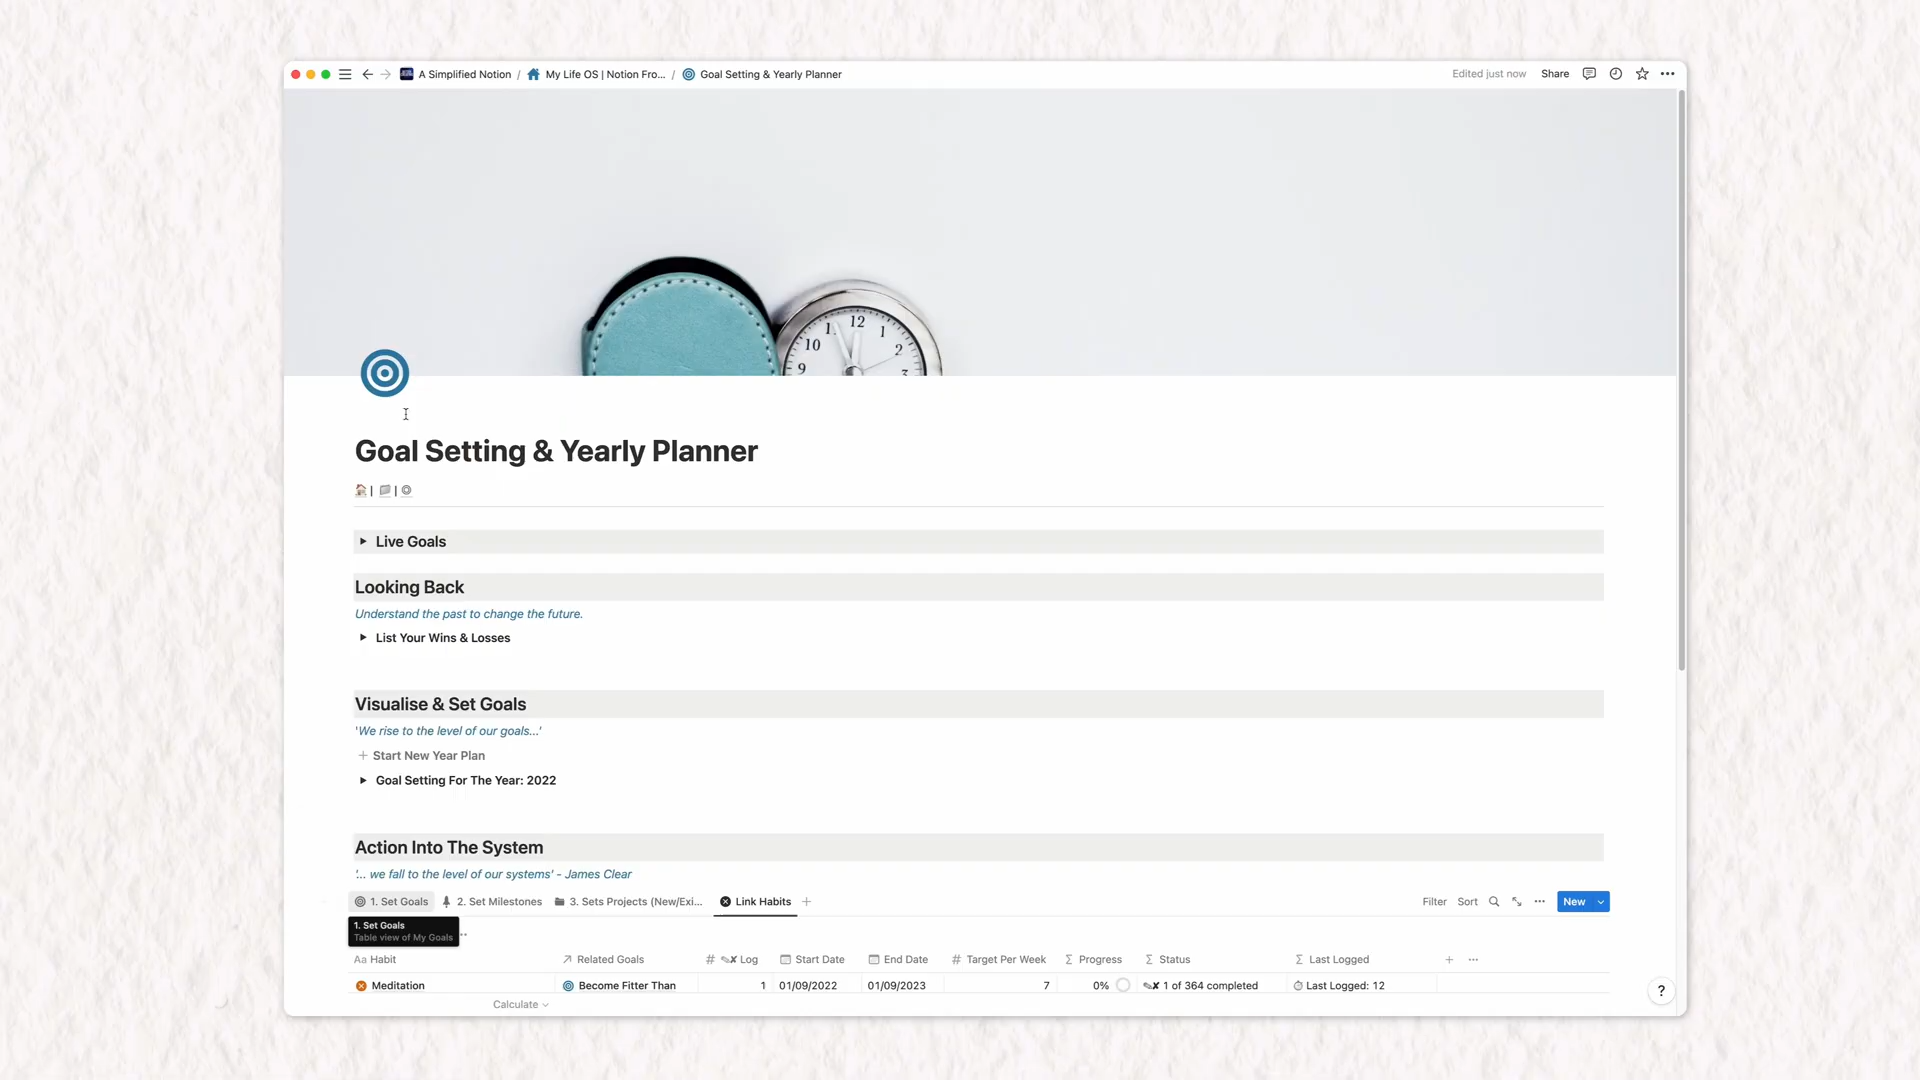 A Simplified Notion / My Life OS | Notion Fro... / Goal Setting & Yearly Planner
Edited just now Share
12
1
2
3
10
9
Goal Setting & Yearly Planner
| |
Live Goals
Looking Back
Understand the past to change the future.
List Your Wins & Losses
Visualise & Set Goals
'We rise to the level of our goals...'
+ Start New Year Plan
Goal Setting For The Year: 2022
Action Into The System
'... we fall to the level of our systems' - James Clear
1. Set Goals 2. Set Milestones 3. Sets Projects (New/Exi... Link Habits +
Filter Sort New
1. Set Goals
Table view of My Goals
Aa Habit Related Goals # Log Start Date End Date # Target Per Week Σ Progress Σ Status Σ Last Logged +
Meditation Become Fitter Than 1 01/09/2022 01/09/2023 7 0% 1 of 364 completed Last Logged: 12
Calculate
?